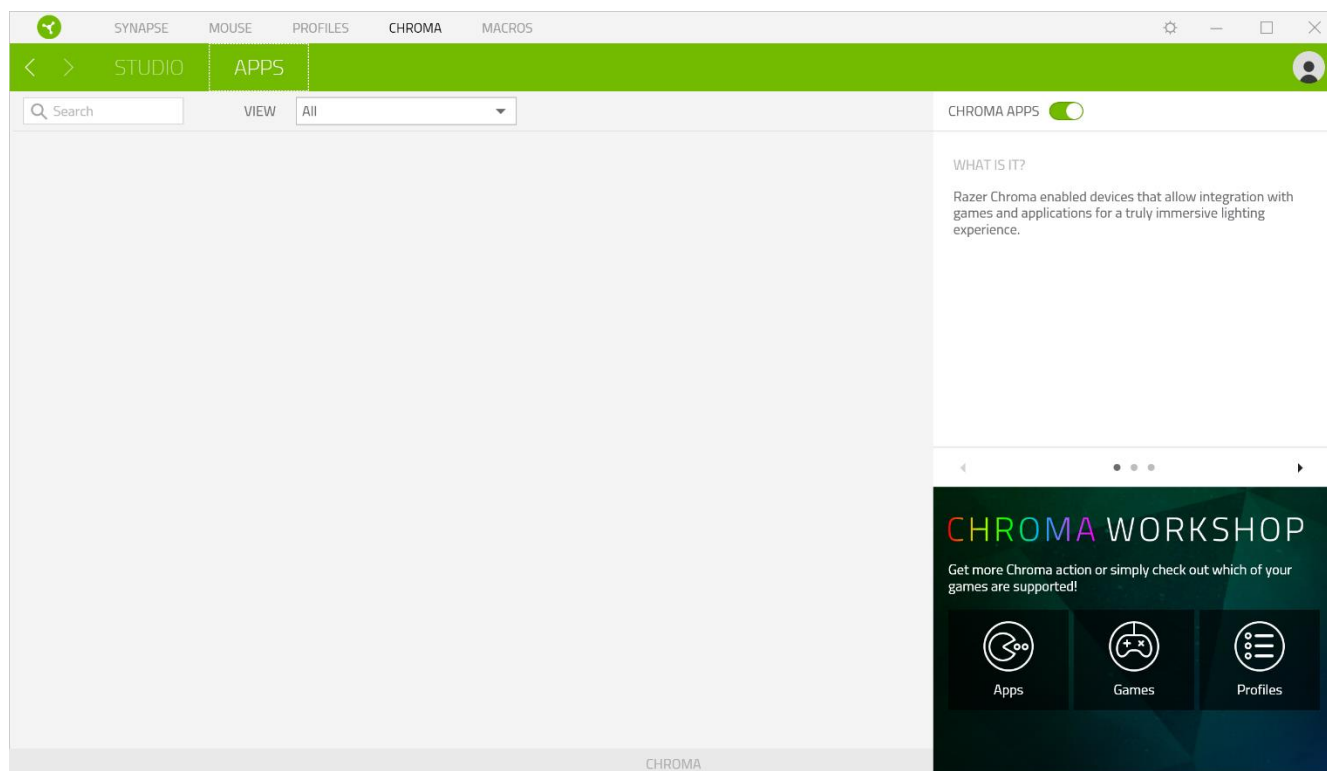 SYNAPSE MOUSE PROFILES CHROMA MACROS
STUDIO APPS
Search VIEW All
CHROMA APPS
WHAT IS IT?
Razer Chroma enabled devices that allow integration with
games and applications for a truly immersive lighting
experience.
CHROMA WORKSHOP
Get more Chroma action or simply check out which of your
games are supported!
Apps Games Profiles
CHROMA